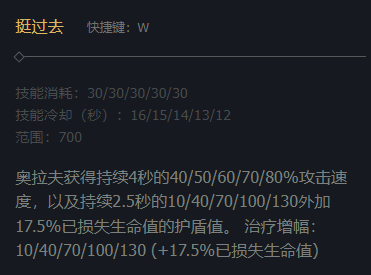 挺过去 快捷键：W
技能消耗：30/30/30/30/30
技能冷却（秒）：16/15/14/13/12
范围：700
奥拉夫获得持续4秒的40/50/60/70/80%攻击速
度，以及持续2.5秒的10/40/70/100/130外加
17.5%已损失生命值的护盾值。 治疗增幅：
10/40/70/100/130 (+17.5%已损失生命值)